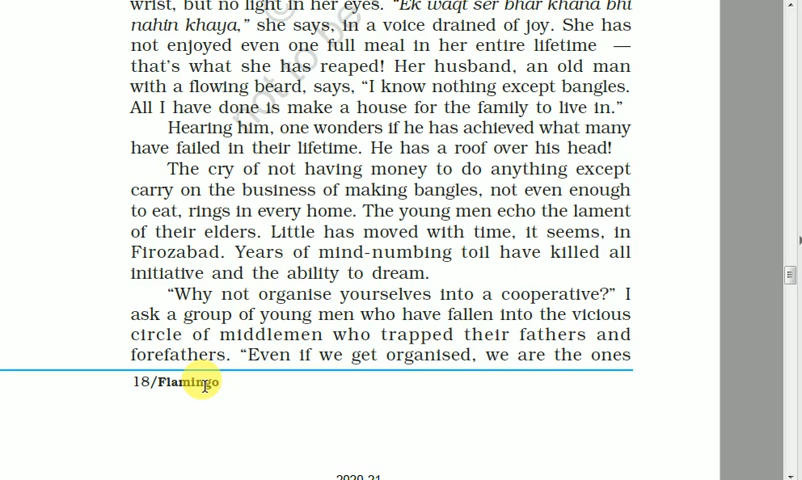 wrist, but no light in her eyes. “Ek waqt ser bhar khana bhi
nahin khaya,” she says, in a voice drained of joy. She has
not enjoyed even one full meal in her entire lifetime —
that’s what she has reaped! Her husband, an old man
with a flowing beard, says, “I know nothing except bangles.
All I have done is make a house for the family to live in.”
Hearing him, one wonders if he has achieved what many
have failed in their lifetime. He has a roof over his head!
The cry of not having money to do anything except
carry on the business of making bangles, not even enough
to eat, rings in every home. The young men echo the lament
of their elders. Little has moved with time, it seems, in
Firozabad. Years of mind-numbing toil have killed all
initiative and the ability to dream.
“Why not organise yourselves into a cooperative?” I
ask a group of young men who have fallen into the vicious
circle of middlemen who trapped their fathers and
forefathers. “Even if we get organised, we are the ones
18/Flamingo
2020-21
not to be